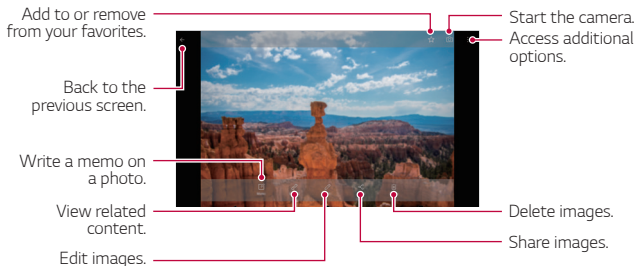 Add to or remove
from your favorites.
Back to the
previous screen.
Write a memo on
a photo.
View related
content.
Edit images.
Start the camera.
Access additional
options.
Delete images.
Share images.